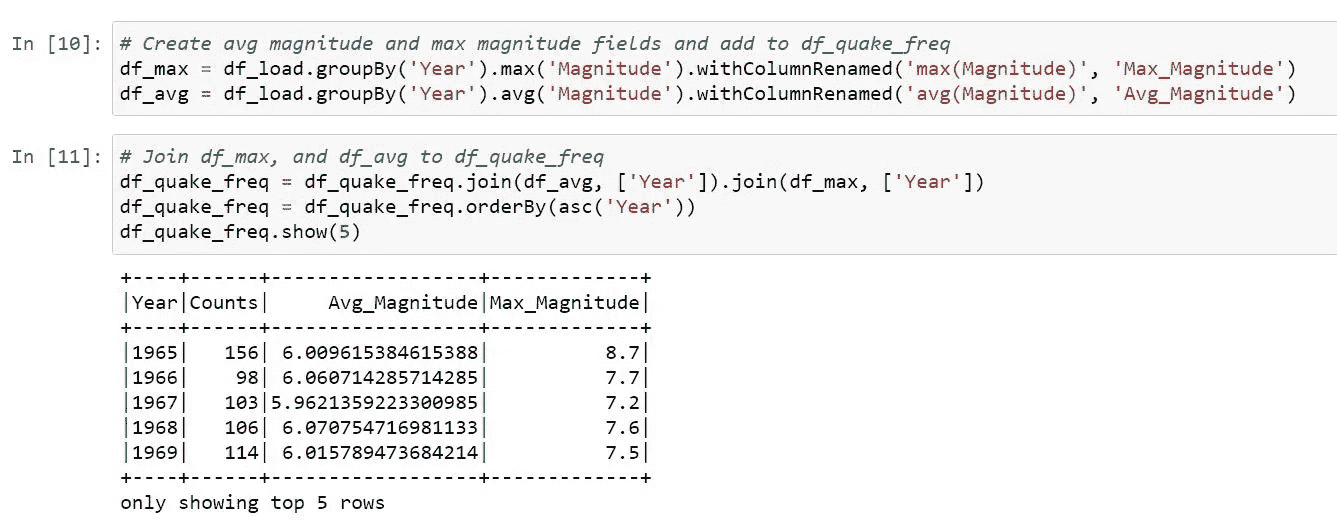 In [10]: # Create avg magnitude and max magnitude fields and add to df_quake_freq
df_max = df_load.groupBy('Year').max('Magnitude').withColumnRenamed('max(Magnitude)', 'Max_Magnitude')
df_avg = df_load.groupBy('Year').avg('Magnitude').withColumnRenamed('avg(Magnitude)', 'Avg_Magnitude')
In [11]: # Join df_max, and df_avg to df_quake_freq
df_quake_freq = df_quake_freq.join(df_avg, ['Year']).join(df_max, ['Year'])
df_quake_freq = df_quake_freq.orderBy(asc('Year'))
df_quake_freq.show(5)
+----+------+------------------+-------------+
|Year|Counts|     Avg_Magnitude|Max_Magnitude|
+----+------+------------------+-------------+
|1965|   156| 6.009615384615388|          8.7|
|1966|    98| 6.060714285714285|          7.7|
|1967|   103|5.9621359223300985|          7.2|
|1968|   106| 6.070754716981133|          7.6|
|1969|   114| 6.015789473684214|          7.5|
+----+------+------------------+-------------+
only showing top 5 rows